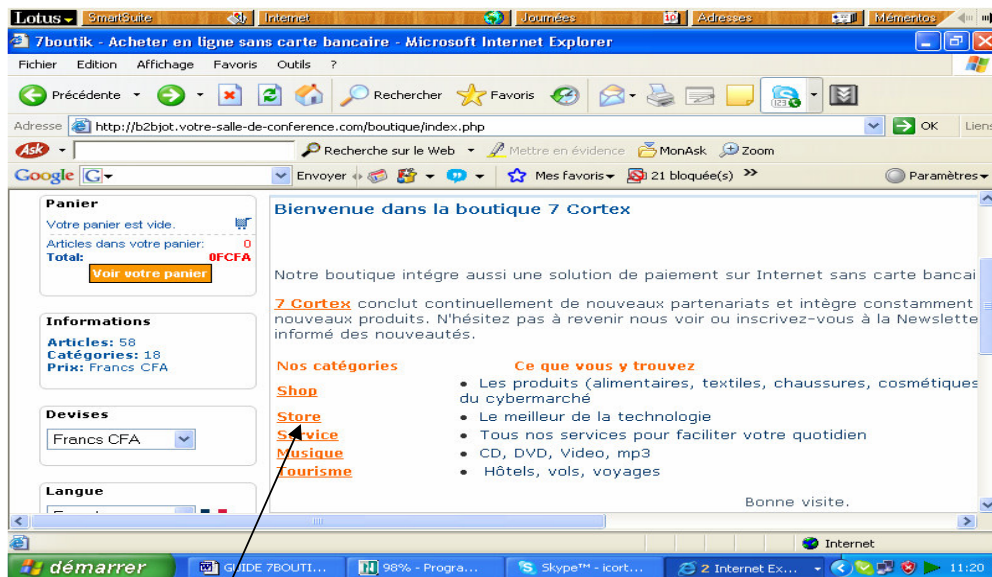 Lotus SmartSuite Internet Journées 10 Adresses Mémentos
7boutik - Acheter en ligne sans carte bancaire - Microsoft Internet Explorer
Fichier Edition Affichage Favoris Outils ?
Précédente Rechercher Favoris 123
Adresse http://b2bjot.votre-salle-de-conference.com/boutique/index.php OK Liens
Ask Recherche sur le Web Mettre en évidence MonAsk Zoom
Google G Envoyer Mes favoris 21 bloquée(s) >> Paramètres
Panier
Votre panier est vide.
Articles dans votre panier: 0
Total: 0FCFA
Voir votre panier
Informations
Articles: 58
Catégories: 18
Prix: Francs CFA
Devises
Francs CFA
Langue
Bienvenue dans la boutique 7 Cortex
Notre boutique intégre aussi une solution de paiement sur Internet sans carte bancai
7 Cortex conclut continuellement de nouveaux partenariats et intègre constamment
nouveaux produits. N'hésitez pas à revenir nous voir ou inscrivez-vous à la Newslette
informé des nouveautés.
Nos catégories Ce que vous y trouvez
Shop • Les produits (alimentaires, textiles, chaussures, cosmétiques
du cybermarché
Store • Le meilleur de la technologie
Service • Tous nos services pour faciliter votre quotidien
Musique • CD, DVD, Video, mp3
Tourisme • Hôtels, vols, voyages
Bonne visite.
Internet
démarrer GUIDE 7BOUTI... 98% - Progra... Skype™ - icort... 2 Internet Ex... 11:20